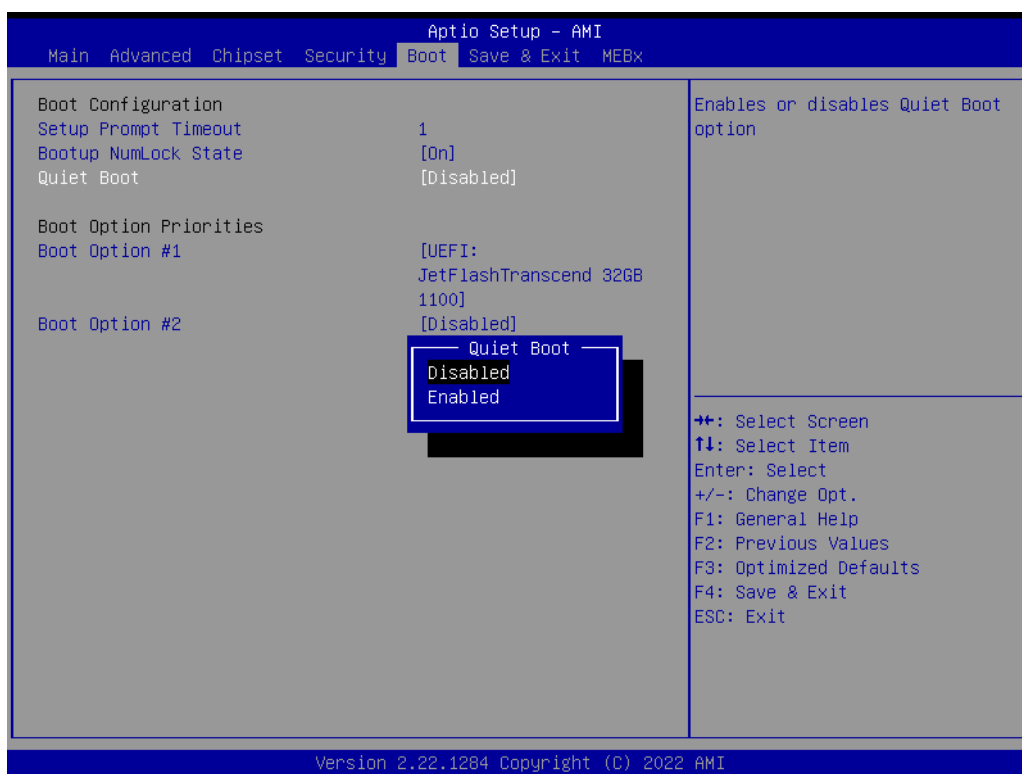 Aptio Setup – AMI
Main Advanced Chipset Security Boot Save & Exit MEBx
Boot Configuration
Setup Prompt Timeout 1
Bootup NumLock State [On]
Quiet Boot [Disabled]
Boot Option Priorities
Boot Option #1 [UEFI:
JetFlashTranscend 32GB
1100]
Boot Option #2 [Disabled]
Quiet Boot
Disabled
Enabled
Enables or disables Quiet Boot
option
→←: Select Screen
↑↓: Select Item
Enter: Select
+/-: Change Opt.
F1: General Help
F2: Previous Values
F3: Optimized Defaults
F4: Save & Exit
ESC: Exit
Version 2.22.1284 Copyright (C) 2022 AMI